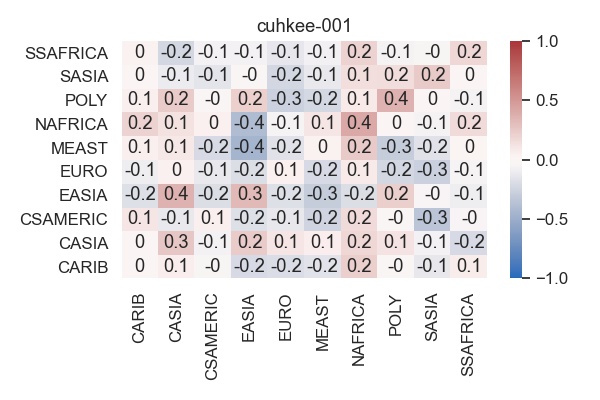 cuhkee-001
SSAFRICA 0 -0.2 -0.1 -0.1 -0.1 -0.1 0.2 -0.1 -0 0.2
SASIA 0 -0.1 -0.1 -0 -0.2 -0.1 0.1 0.2 0.2 0
POLY 0.1 0.2 -0 0.2 -0.3 -0.2 0.1 0.4 0 -0.1
NAFRICA 0.2 0.1 0 -0.4 -0.1 0.1 0.4 0 -0.1 0.2
MEAST 0.1 0.1 -0.2 -0.4 -0.2 0 0.2 -0.3 -0.2 0
EURO -0.1 0 -0.1 -0.2 0.1 -0.2 0.1 -0.2 -0.3 -0.1
EASIA -0.2 0.4 -0.2 0.3 -0.2 -0.3 -0.2 0.2 -0 -0.1
CSAMERIC 0.1 -0.1 0.1 -0.2 -0.1 -0.2 0.2 -0 -0.3 -0
CASIA 0 0.3 -0.1 0.2 0.1 0.1 0.2 0.1 -0.1 -0.2
CARIB 0 0.1 -0 -0.2 -0.2 -0.2 0.2 -0 -0.1 0.1
CARIB CASIA CSAMERIC EASIA EURO MEAST NAFRICA POLY SASIA SSAFRICA
1.0
0.5
0.0
−0.5
−1.0